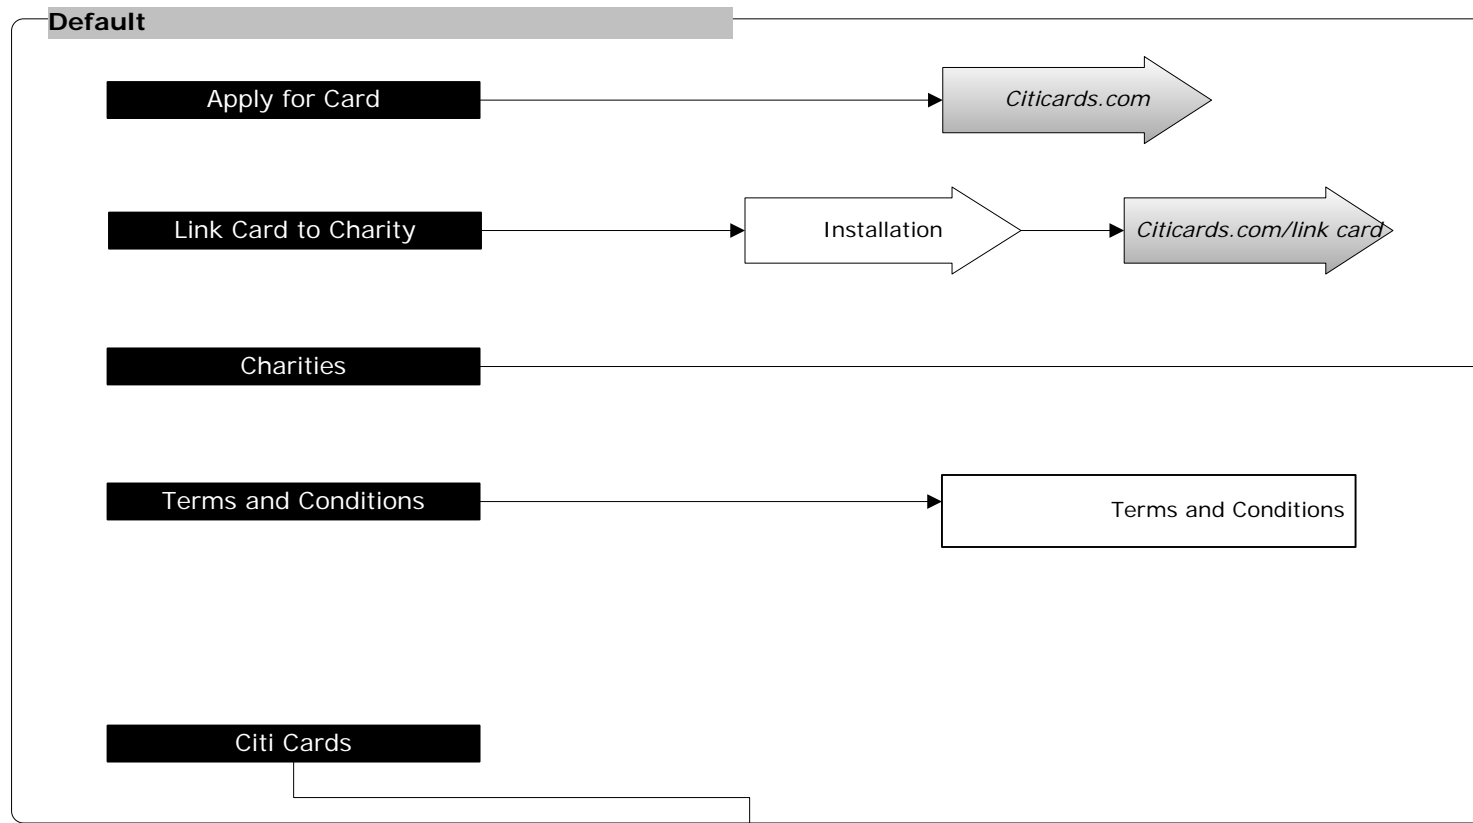 Default
Apply for Card
Citicards.com
Link Card to Charity
Installation
Citicards.com/link card
Charities
Terms and Conditions
Terms and Conditions
Citi Cards